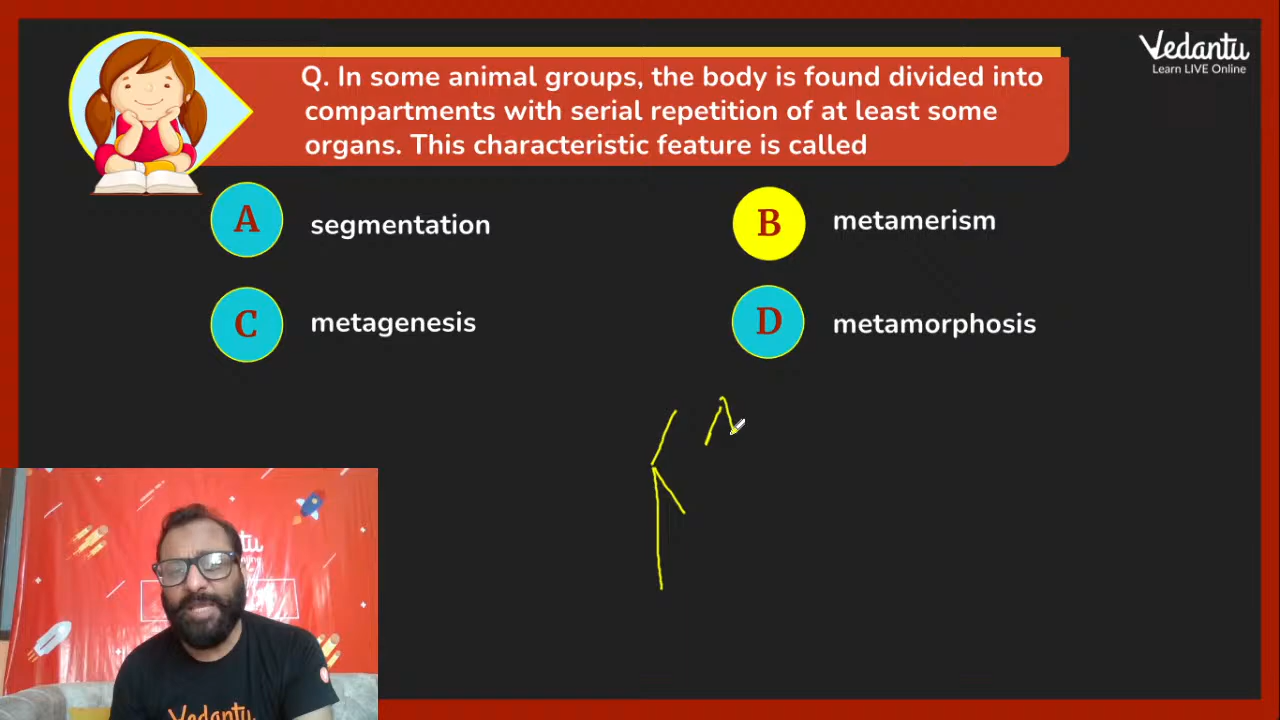 Q. In some animal groups, the body is found divided into
compartments with serial repetition of at least some
organs. This characteristic feature is called
Vedantu
Learn LIVE Online
A segmentation
B metamerism
C metagenesis
D metamorphosis
Vedantu